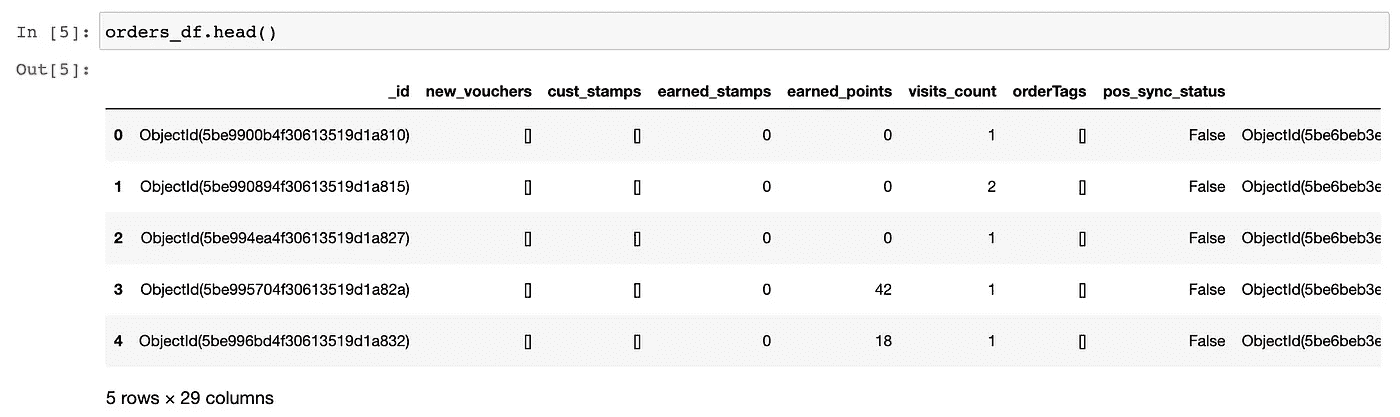 In [5]: orders_df.head()
Out[5]:
_id new_vouchers cust_stamps earned_stamps earned_points visits_count orderTags pos_sync_status
0 ObjectId(5be9900b4f30613519d1a810) [] [] 0 0 1 [] False ObjectId(5be6beb3e
1 ObjectId(5be990894f30613519d1a815) [] [] 0 0 2 [] False ObjectId(5be6beb3e
2 ObjectId(5be994ea4f30613519d1a827) [] [] 0 0 1 [] False ObjectId(5be6beb3e
3 ObjectId(5be995704f30613519d1a82a) [] [] 0 42 1 [] False ObjectId(5be6beb3e
4 ObjectId(5be996bd4f30613519d1a832) [] [] 0 18 1 [] False ObjectId(5be6beb3e
5 rows × 29 columns